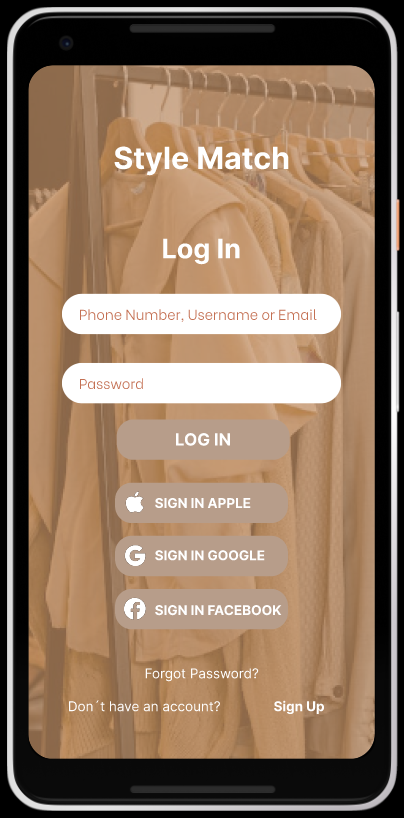 Style Match
Log In
Phone Number, Username or Email
Password
LOG IN
SIGN IN APPLE
SIGN IN GOOGLE
SIGN IN FACEBOOK
Forgot Password?
Don´t have an account? Sign Up